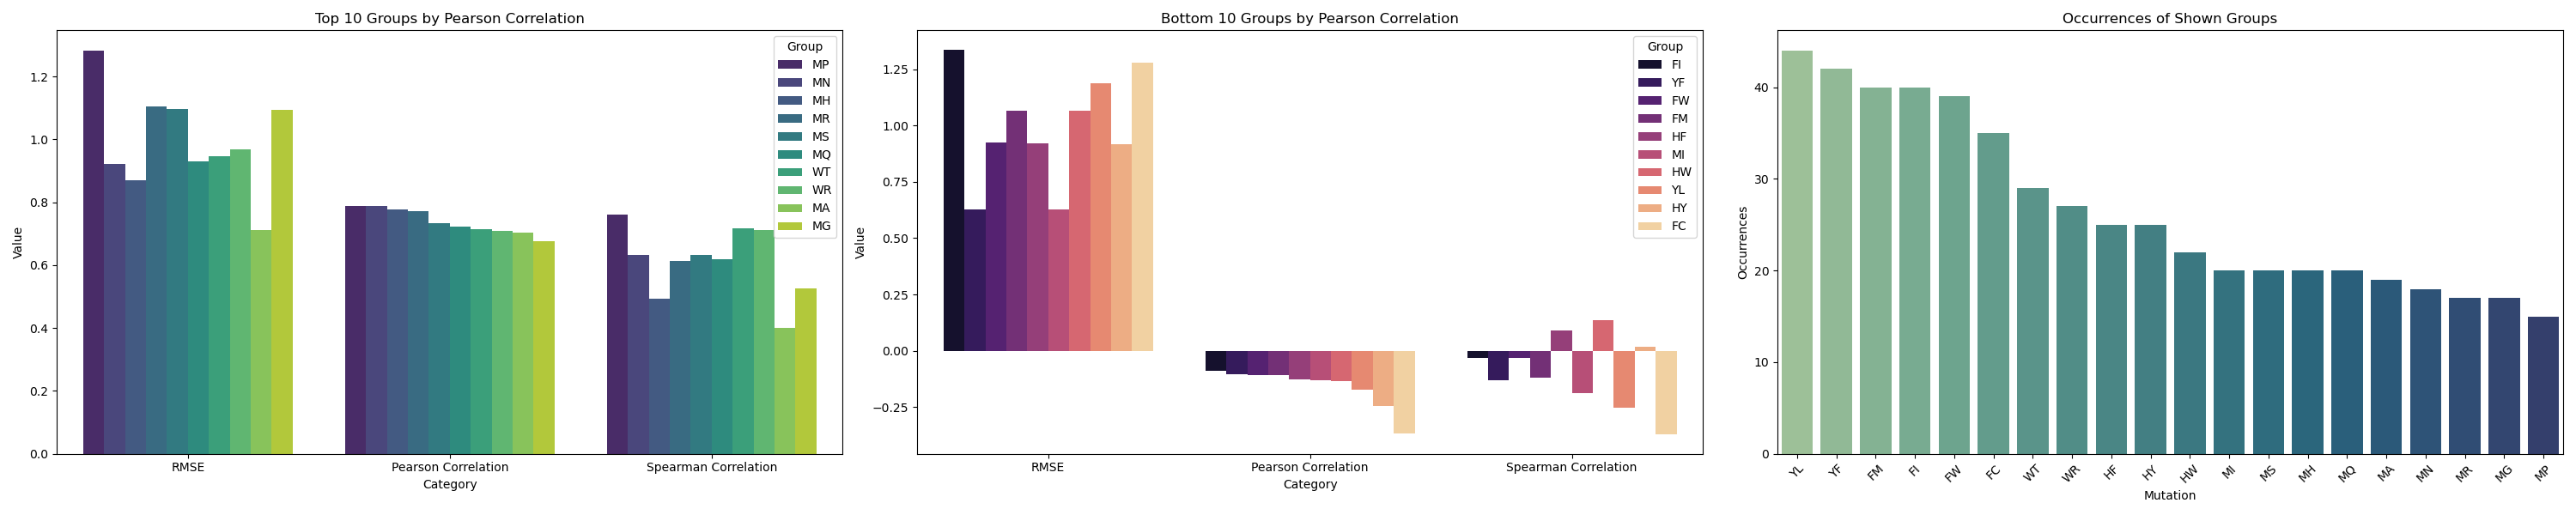 Top 10 Groups by Pearson Correlation
Value
1.2
1.0
0.8
0.6
0.4
0.2
0.0
Group
MP
MN
MH
MR
MS
MQ
WT
WR
MA
MG
RMSE Pearson Correlation Spearman Correlation
Category
Bottom 10 Groups by Pearson Correlation
Value
1.25
1.00
0.75
0.50
0.25
0.00
−0.25
Group
FI
YF
FW
FM
HF
MI
HW
YL
HY
FC
RMSE Pearson Correlation Spearman Correlation
Category
Occurrences of Shown Groups
Occurrences
40
30
20
10
0
YL YF FM FI FW FC WT WR HF HY HW MI MS MH MQ MA MN MR MG MP
Mutation